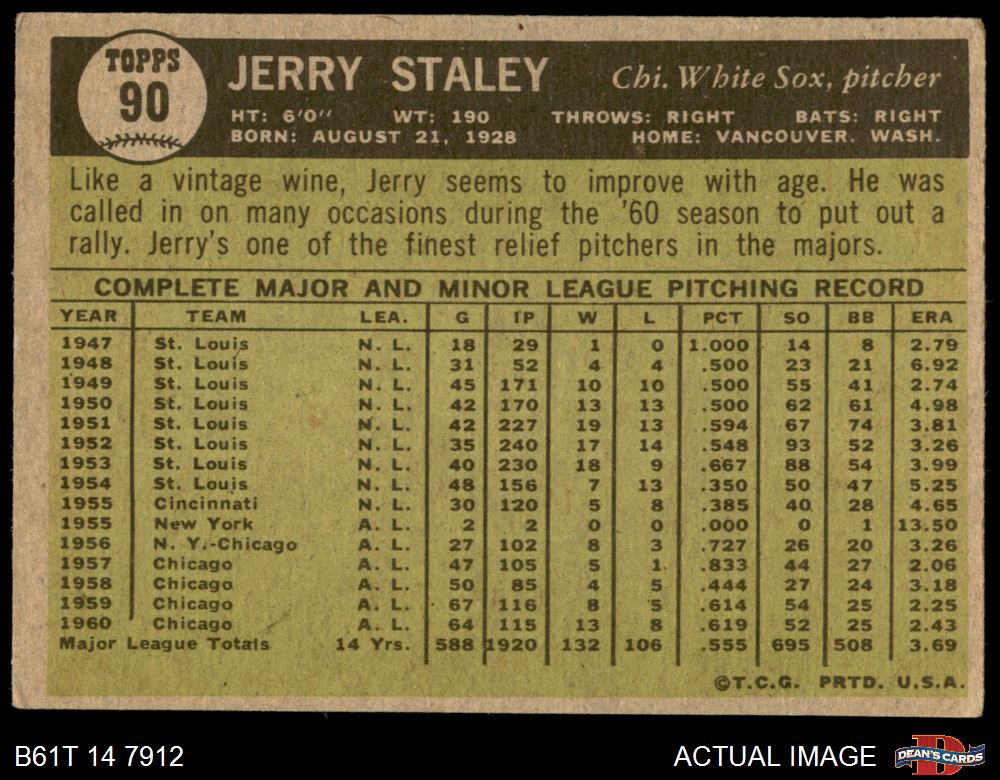 TOPPS
90
JERRY STALEY Chi. White Sox, pitcher
HT: 6'0" WT: 190 THROWS: RIGHT BATS: RIGHT
BORN: AUGUST 21, 1928 HOME: VANCOUVER. WASH.
Like a vintage wine, Jerry seems to improve with age. He was
called in on many occasions during the '60 season to put out a
rally. Jerry's one of the finest relief pitchers in the majors.
COMPLETE MAJOR AND MINOR LEAGUE PITCHING RECORD
YEAR TEAM LEA. G IP W L PCT SO BB ERA
1947 St. Louis N. L. 18 29 1 0 1.000 14 8 2.79
1948 St. Louis N. L. 31 52 4 4 .500 23 21 6.92
1949 St. Louis N. L. 45 171 10 10 .500 55 41 2.74
1950 St. Louis N. L. 42 170 13 13 .500 62 61 4.98
1951 St. Louis N. L. 42 227 19 13 .594 67 74 3.81
1952 St. Louis N. L. 35 240 17 14 .548 93 52 3.26
1953 St. Louis N. L. 40 230 18 9 .667 88 54 3.99
1954 St. Louis N. L. 48 156 7 13 .350 50 47 5.25
1955 Cincinnati N. L. 30 120 5 8 .385 40 28 4.65
1955 New York A. L. 2 2 0 0 .000 0 1 13.50
1956 N. Y.-Chicago A. L. 27 102 8 3 .727 26 20 3.26
1957 Chicago A. L. 47 105 5 1 .833 44 27 2.06
1958 Chicago A. L. 50 85 4 5 .444 27 24 3.18
1959 Chicago A. L. 67 116 8 5 .614 54 25 2.25
1960 Chicago A. L. 64 115 13 8 .619 52 25 2.43
Major League Totals 14 Yrs. 588 1920 132 106 .555 695 508 3.69
©T.C.G. PRTD. U.S.A.
B61T 14 7912 ACTUAL IMAGE DEAN'S CARDS